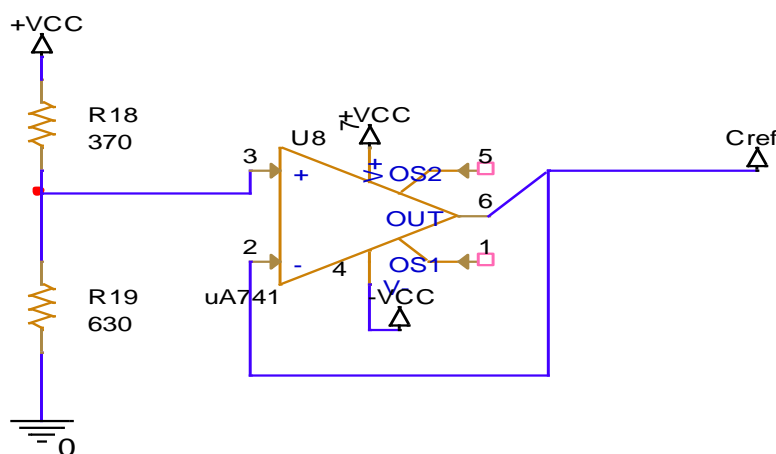 +VCC
R18
370
R19
630
0
U8
+VCC
7
3
+
V+
OS2
5
OUT
6
2
-
4
OS1
1
V-
-VCC
uA741
Cref